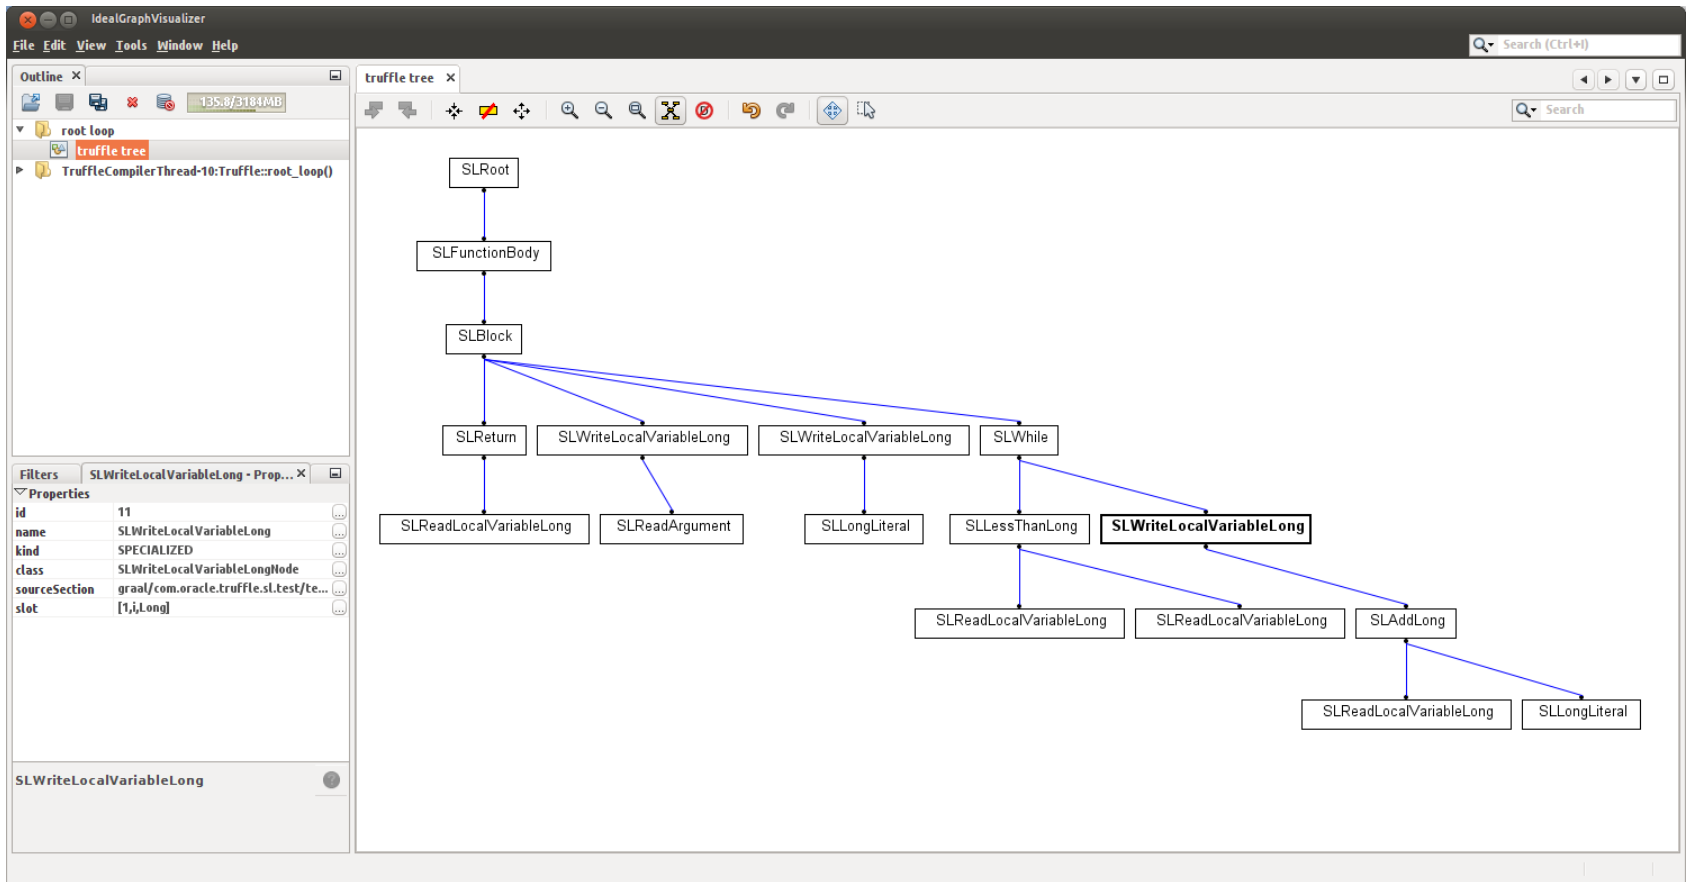 IdealGraphVisualizer
File Edit View Tools Window Help
Search (Ctrl+I)
Outline
135.8/3184MB
root loop
truffle tree
TruffleCompilerThread-10:Truffle::root_loop()
Filters SLWriteLocalVariableLong - Prop...
Properties
id 11
name SLWriteLocalVariableLong
kind SPECIALIZED
class SLWriteLocalVariableLongNode
sourceSection graal/com.oracle.truffle.sl.test/te...
slot [1,i,Long]
SLWriteLocalVariableLong
truffle tree
Search
SLRoot
SLFunctionBody
SLBlock
SLReturn SLWriteLocalVariableLong SLWriteLocalVariableLong SLWhile
SLReadLocalVariableLong SLReadArgument SLLongLiteral SLLessThanLong SLWriteLocalVariableLong
SLReadLocalVariableLong SLReadLocalVariableLong SLAddLong
SLReadLocalVariableLong SLLongLiteral